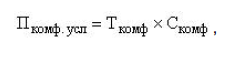 Пкомф. усл = Ткомф × Скомф ,